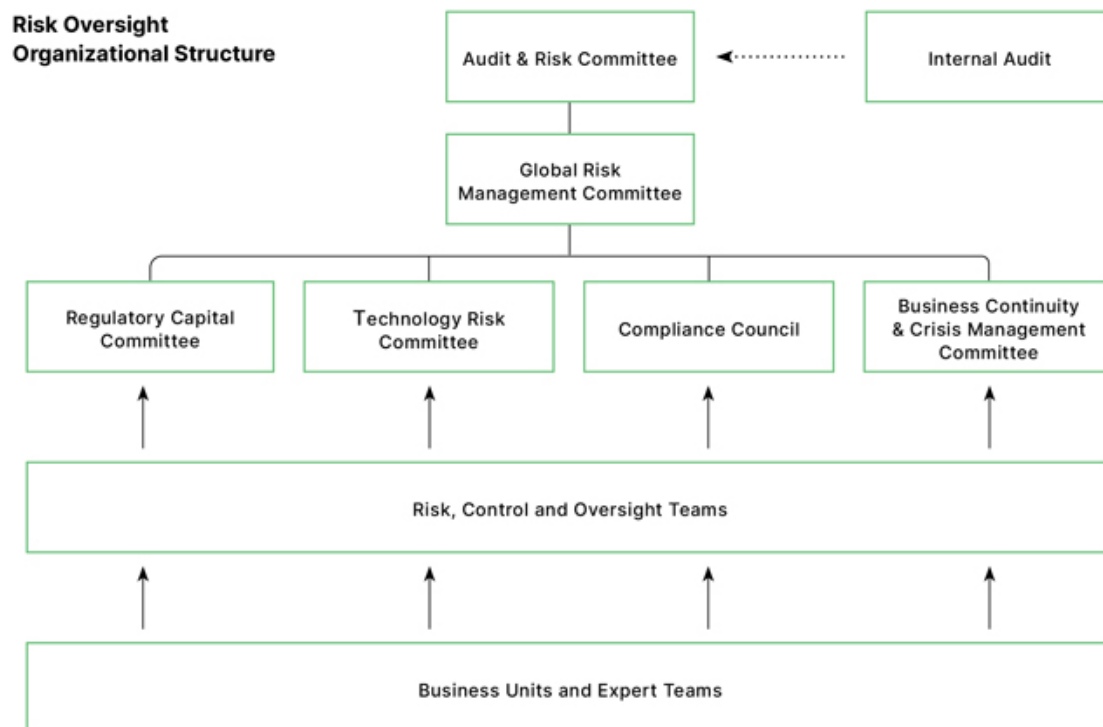 Risk Oversight
Organizational Structure
Audit & Risk Committee
Internal Audit
Global Risk
Management Committee
Regulatory Capital
Committee
Technology Risk
Committee
Compliance Council
Business Continuity
& Crisis Management
Committee
Risk, Control and Oversight Teams
Business Units and Expert Teams